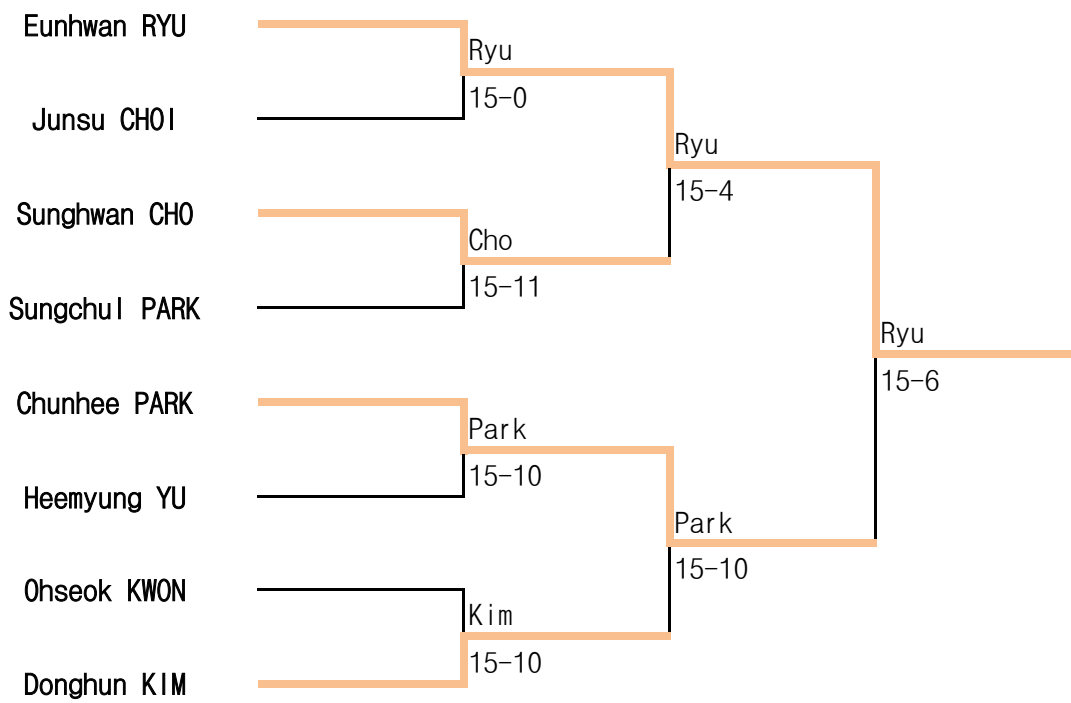 Eunhwan RYU
Ryu
15-0
Junsu CHOI
Ryu
15-4
Sunghwan CHO
Cho
15-11
Sungchul PARK
Ryu
15-6
Chunhee PARK
Park
15-10
Heemyung YU
Park
15-10
Ohseok KWON
Kim
15-10
Donghun KIM